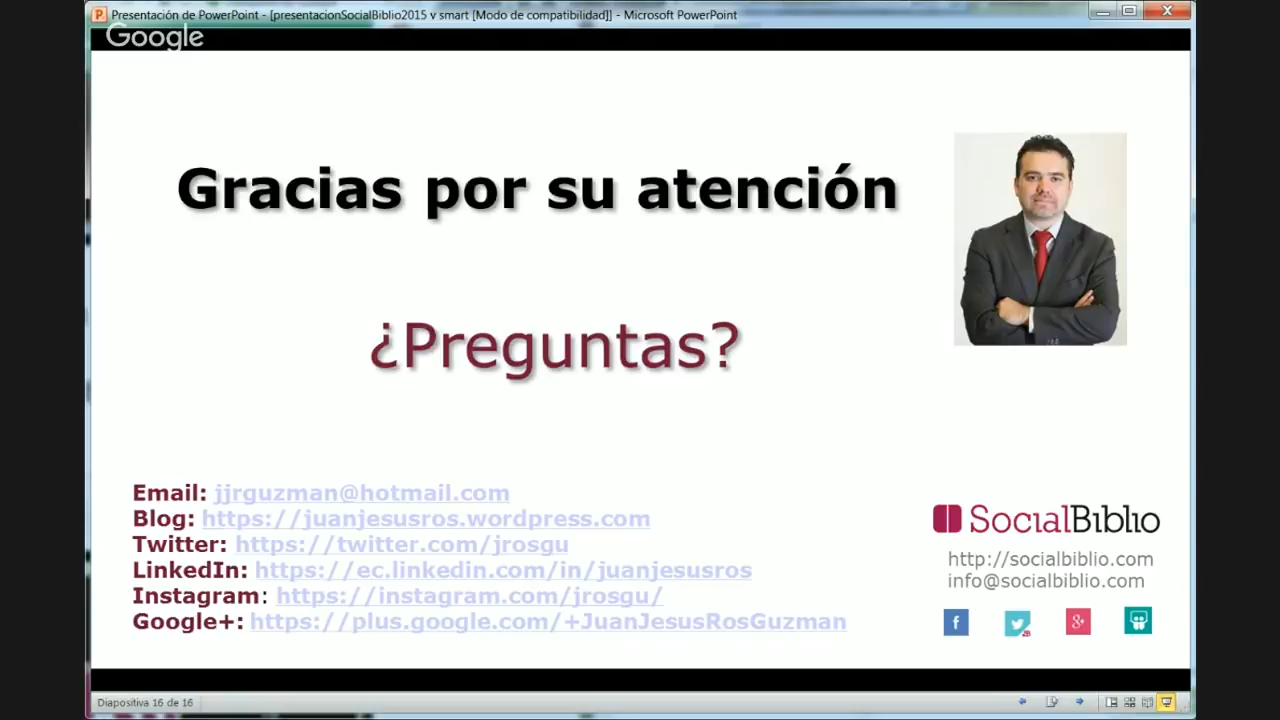 Presentación de PowerPoint - [presentacionSocialBiblio2015 v smart [Modo de compatibilidad]] - Microsoft PowerPoint
Google
Gracias por su atención
¿Preguntas?
Email: jjrguzman@hotmail.com
Blog: https://juanjesusros.wordpress.com
Twitter: https://twitter.com/jrosgu
LinkedIn: https://ec.linkedin.com/in/juanjesusros
Instagram: https://instagram.com/jrosgu/
Google+: https://plus.google.com/+JuanJesusRosGuzman
SocialBiblio
http://socialbiblio.com
info@socialbiblio.com
Diapositiva 16 de 16